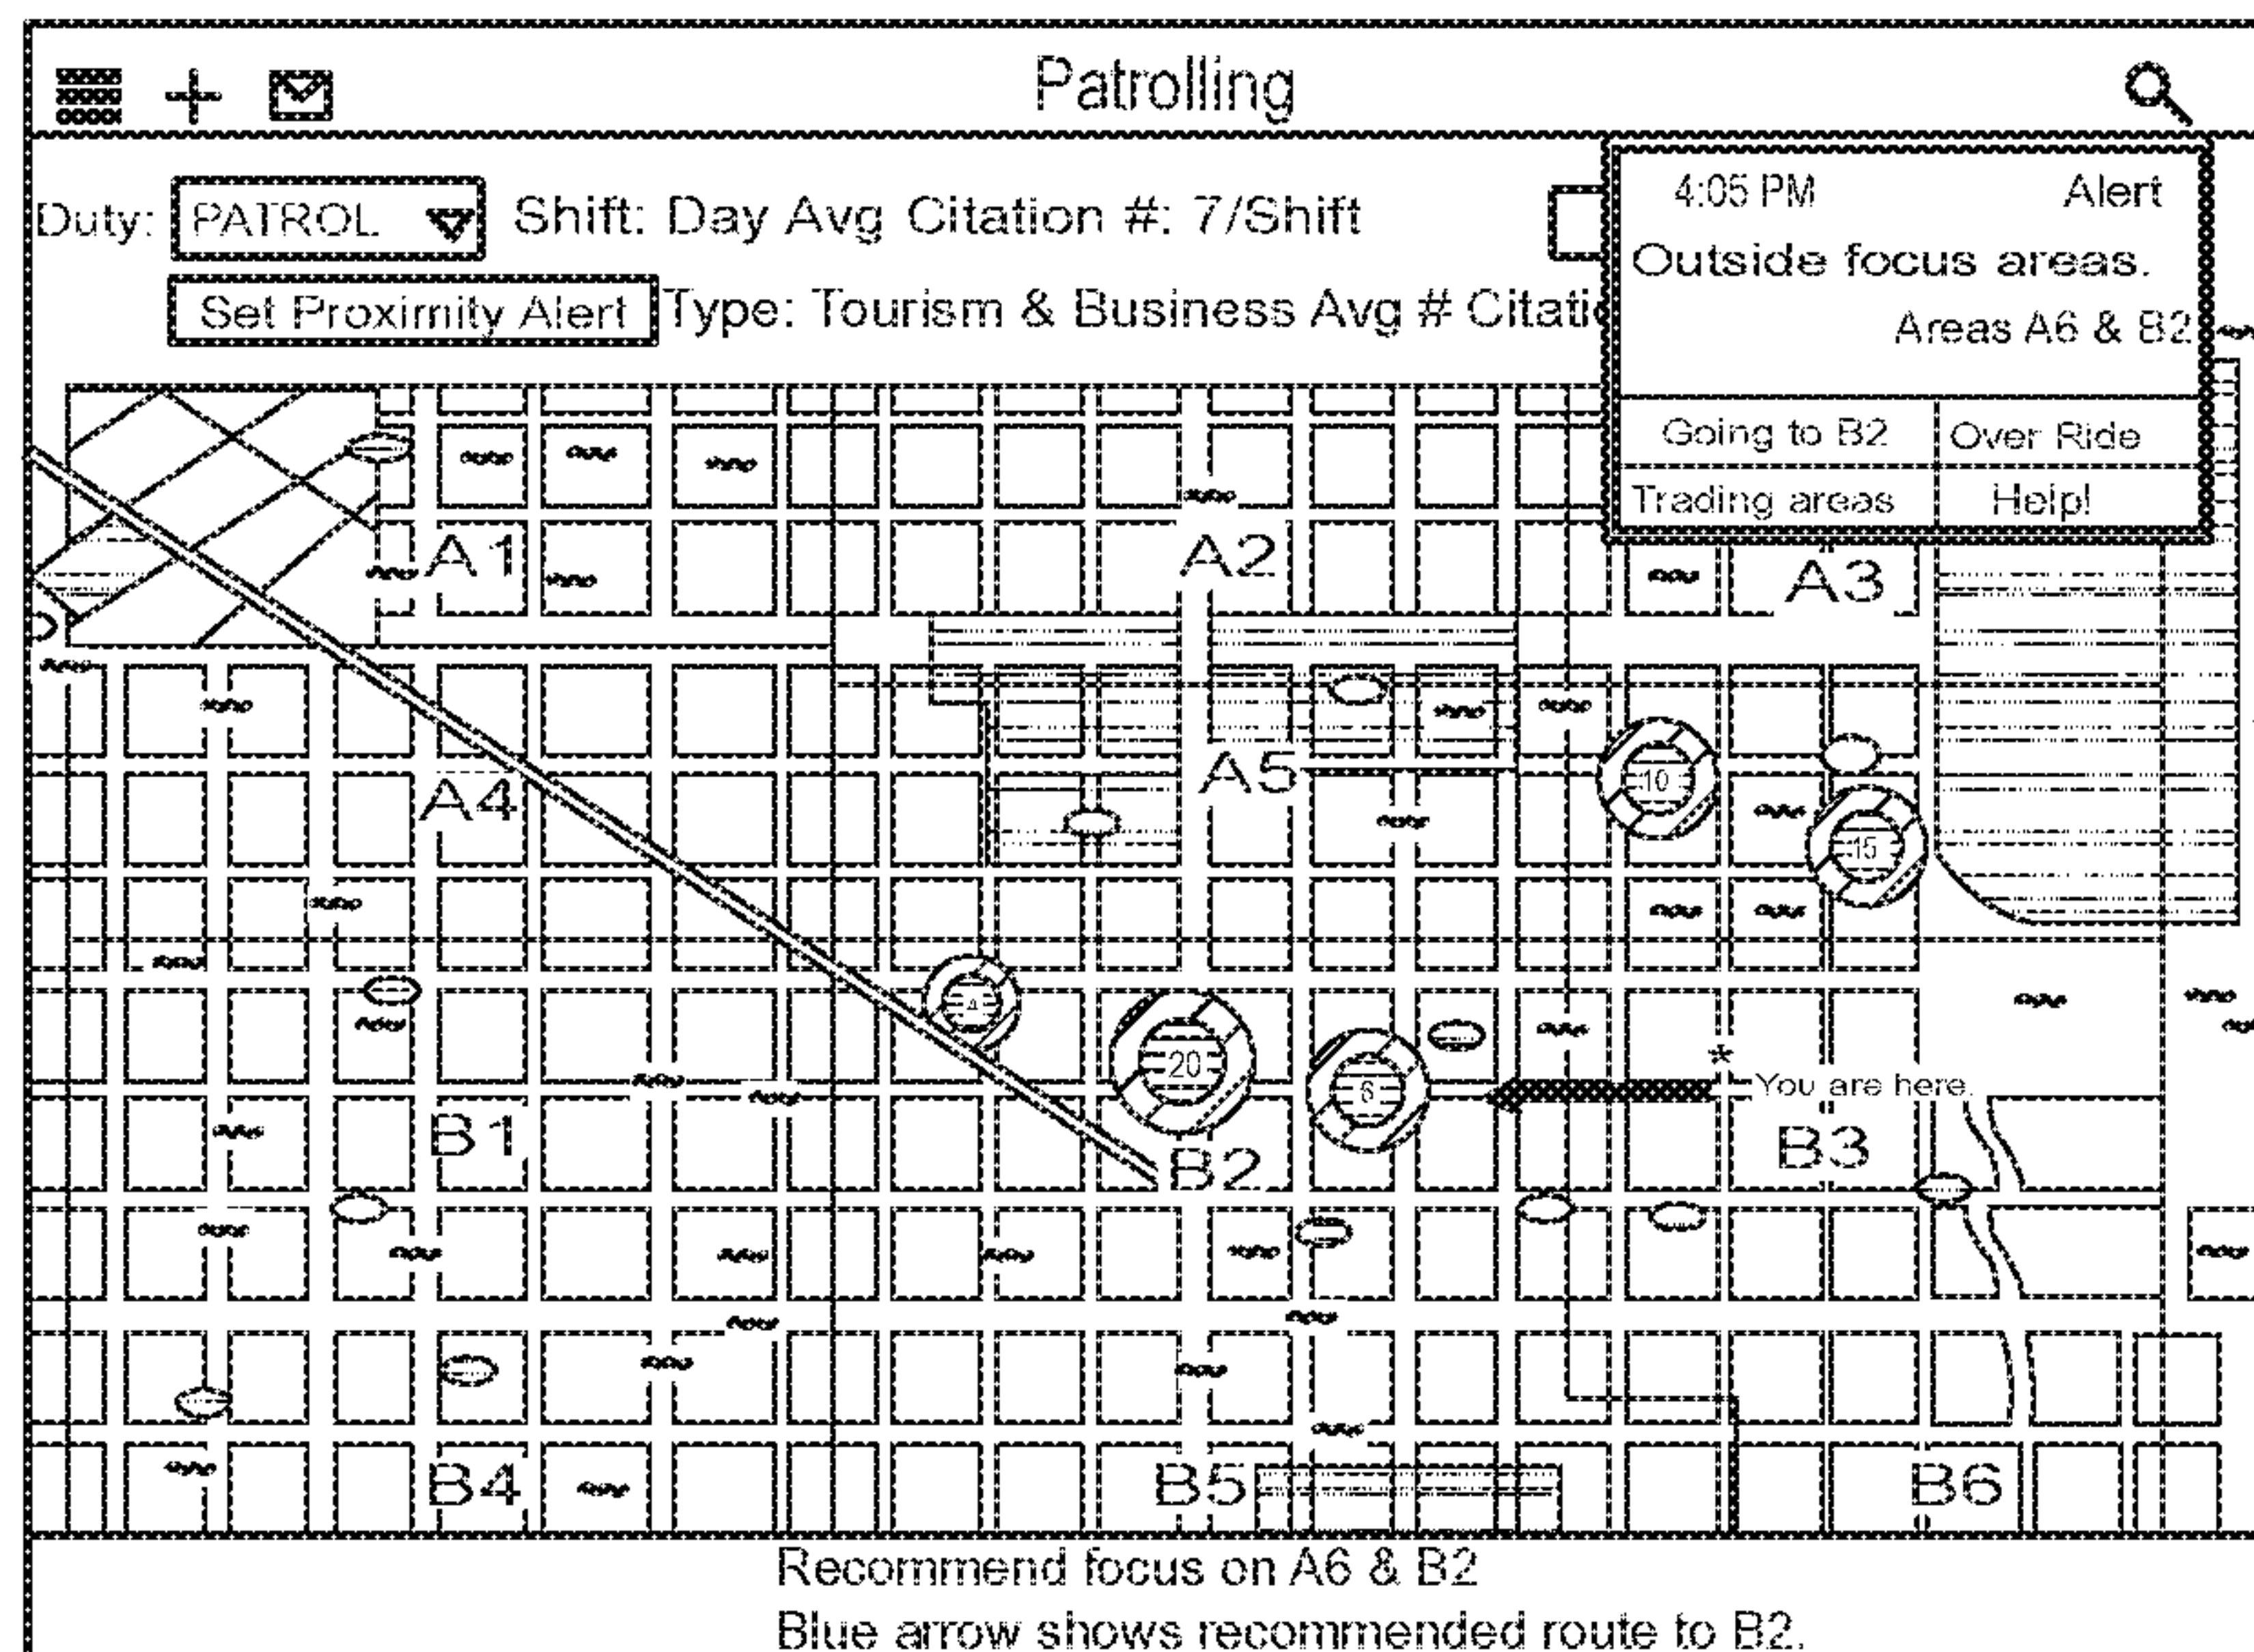 Patrolling
Duty: PATROL Shift: Day Avg Citation #: 7/Shift
Set Proximity Alert Type: Tourism & Business Avg # Citatio
4:05 PM Alert
Outside focus areas.
Areas A6 & B2
Going to B2 Over Ride
Trading areas Help!
A1 A2 A3
A4 A5 10
15
4 20 6
You are here.
B1 B2 B3
B4 B5 B6
Recommend focus on A6 & B2
Blue arrow shows recommended route to B2.